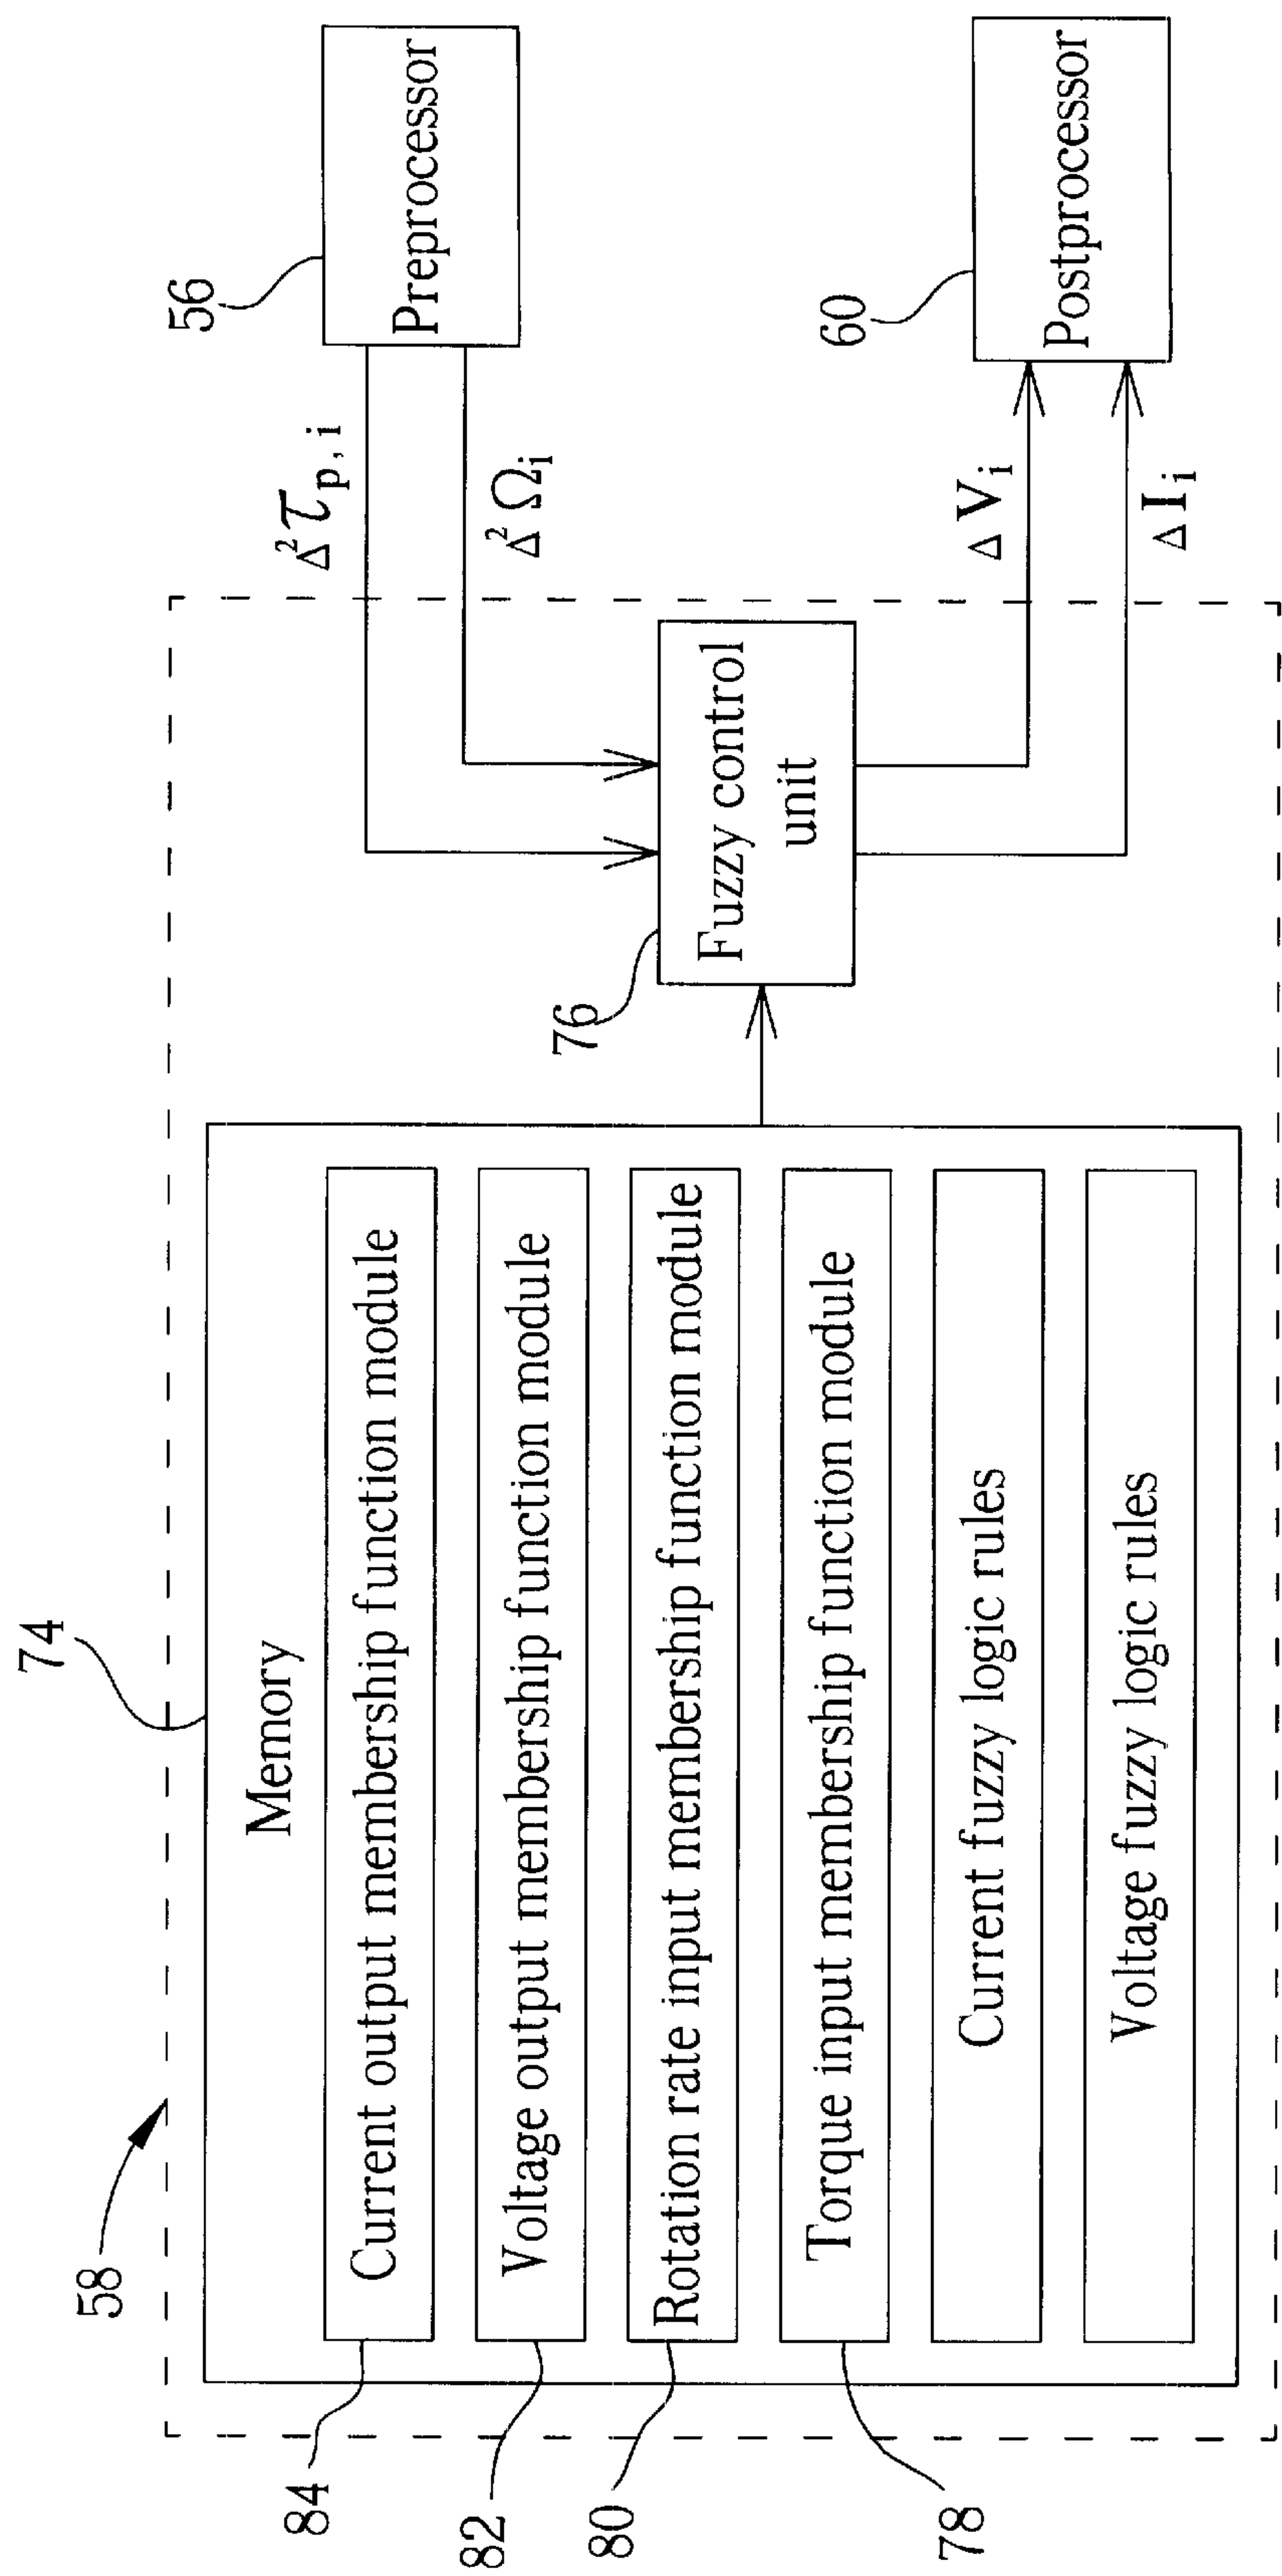 58
74
Memory
84
Current output membership function module
82
Voltage output membership function module
80
Rotation rate input membership function module
78
Torque input membership function module
Current fuzzy logic rules
Voltage fuzzy logic rules
76
Fuzzy control
unit
56
Preprocessor
Δ²τp,i
Δ²Ωi
60
Postprocessor
ΔVi
ΔIi